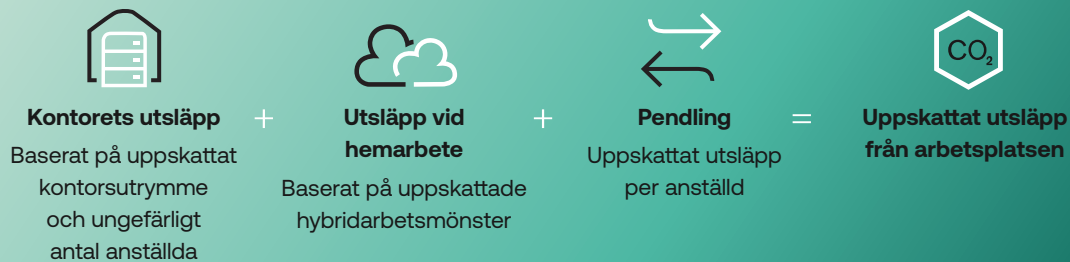 Kontorets utsläpp
Baserat på uppskattat
kontorsutrymme
och ungefärligt
antal anställda
+
Utsläpp vid
hemarbete
Baserat på uppskattade
hybridarbetsmönster
+
Pendling
Uppskattat utsläpp
per anställd
=
CO₂
Uppskattat utsläpp
från arbetsplatsen